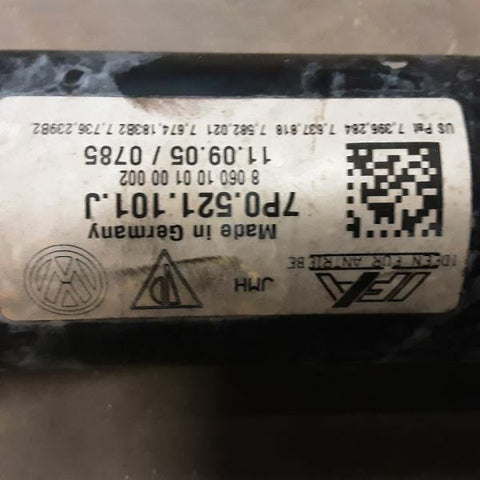 IFA
IDEEN FÜR ANTRIEBE
JMH
Made in Germany
7P0.521.101.J
8 060 10 01 00 002
11.09.05 / 0785
US Pat 7,396,284 7,637,818 7,582,021 7,674,183B2 7,736,239B2